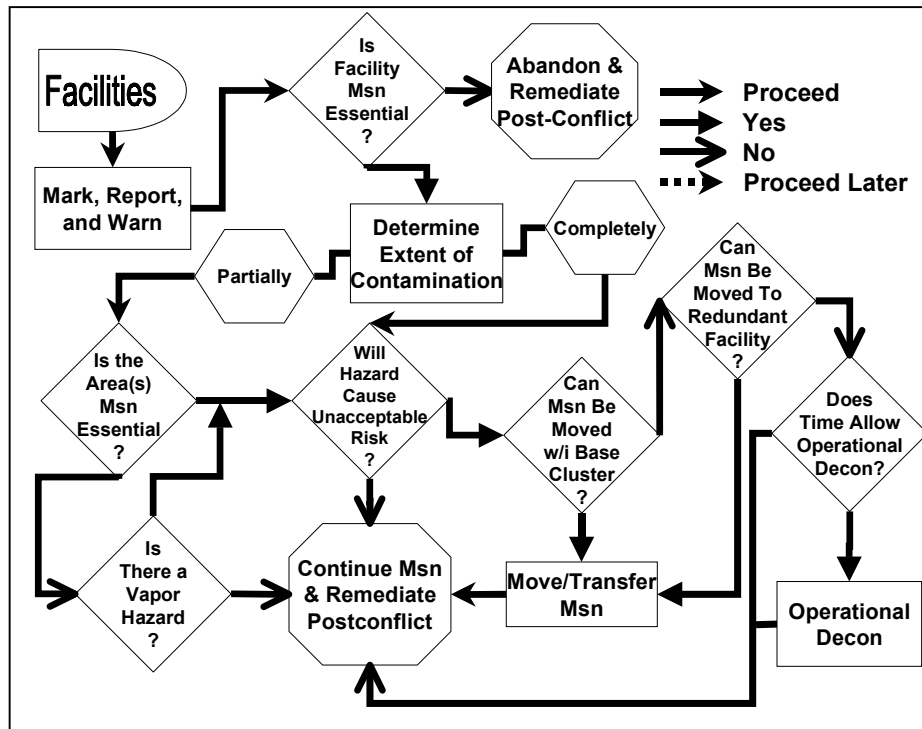 Facilities
Mark, Report,
and Warn
Is
Facility
Msn
Essential
?
Abandon &
Remediate
Post-Conflict
Proceed
Yes
No
Proceed Later
Determine
Extent of
Contamination
Completely
Partially
Can
Msn Be
Moved To
Redundant
Facility
?
Is the
Area(s)
Msn
Essential
?
Will
Hazard
Cause
Unacceptable
Risk
?
Can
Msn Be
Moved
w/i Base
Cluster
?
Does
Time Allow
Operational
Decon?
Is
There a
Vapor
Hazard
?
Continue Msn
& Remediate
Postconflict
Move/Transfer
Msn
Operational
Decon